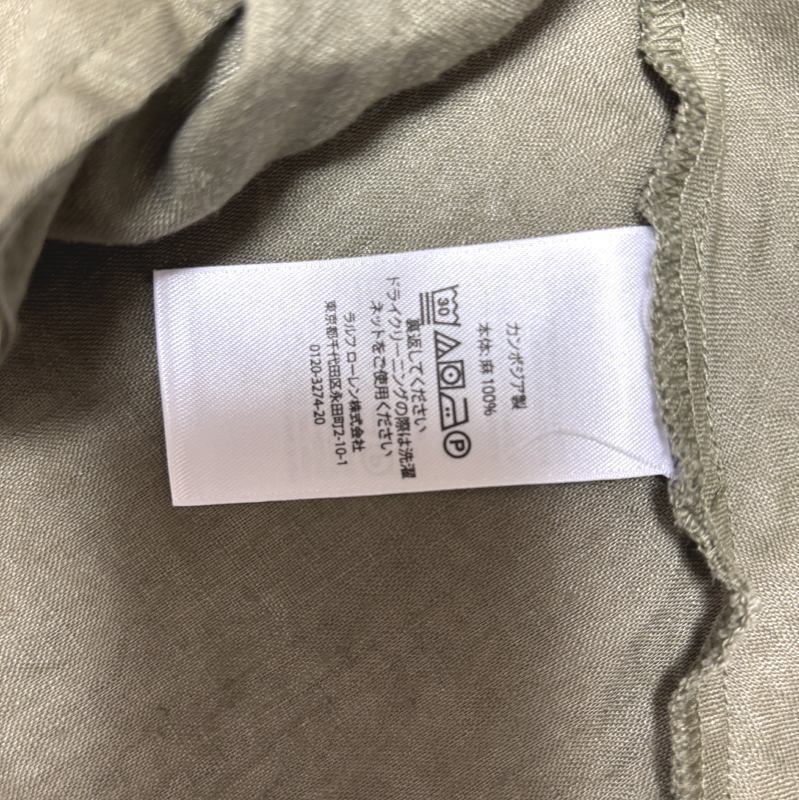 カンボジア製
本体: 麻 100%
30
P
裏返してください
ドライクリーニングの際は洗濯
ネットをご使用ください
ラルフ ローレン株式会社
東京都千代田区永田町2-10-1
0120-3274-20